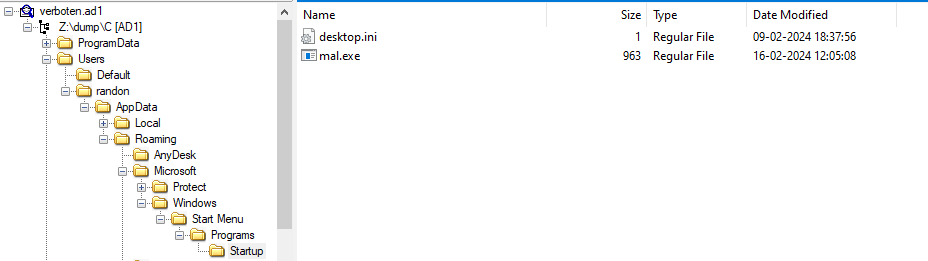 verboten.ad1
Z:\dump\C [AD1]
ProgramData
Users
Default
randon
AppData
Local
Roaming
AnyDesk
Microsoft
Protect
Windows
Start Menu
Programs
Startup
Name Size Type Date Modified
desktop.ini 1 Regular File 09-02-2024 18:37:56
mal.exe 963 Regular File 16-02-2024 12:05:08